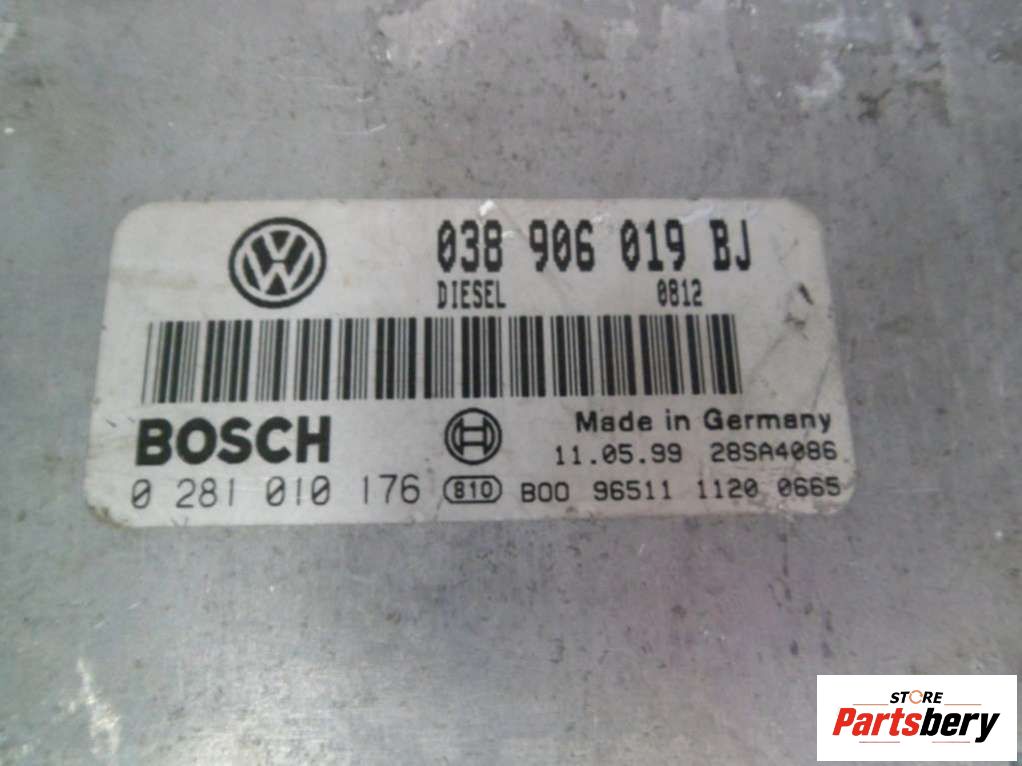 038 906 019 BJ
DIESEL 0812
BOSCH
Made in Germany
11.05.99 28SA4086
0 281 010 176 810 B00 96511 1120 0665
STORE
Partsbery